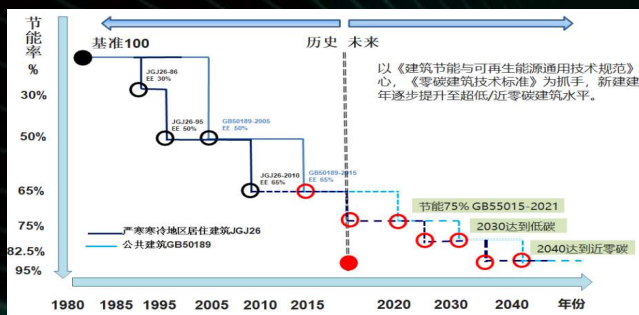 节能率
%
基准100
历史
未来
以《建筑节能与可再生能源通用技术规范》
心，《零碳建筑技术标准》为抓手，新建建
年逐步提升至超低/近零碳建筑水平。
JGJ26-86
EE 30%
30%
JGJ26-95
EE 50%
GB50189-2005
EE 50%
50%
JGJ26-2010
EE 65%
GB50189-2015
EE 65%
65%
节能75% GB55015-2021
75%
严寒寒冷地区居住建筑JGJ26
公共建筑GB50189
2030达到低碳
82.5%
2040达到近零碳
95%
1980 1985 1995 2005 2010 2015 2020 2030 2040 年份